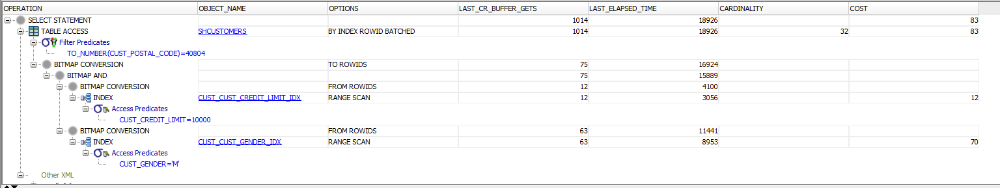 OPERATION OBJECT_NAME OPTIONS LAST_CR_BUFFER_GETS LAST_ELAPSED_TIME CARDINALITY COST
SELECT STATEMENT 1014 18926 83
TABLE ACCESS SHCUSTOMERS BY INDEX ROWID BATCHED 1014 18926 32 83
Filter Predicates
TO_NUMBER(CUST_POSTAL_CODE)=40804
BITMAP CONVERSION TO ROWIDS 75 16924
BITMAP AND 75 15889
BITMAP CONVERSION FROM ROWIDS 12 4100
INDEX CUST_CUST_CREDIT_LIMIT_IDX RANGE SCAN 12 3056 12
Access Predicates
CUST_CREDIT_LIMIT=10000
BITMAP CONVERSION FROM ROWIDS 63 11441
INDEX CUST_CUST_GENDER_IDX RANGE SCAN 63 8953 70
Access Predicates
CUST_GENDER='M'
Other XML